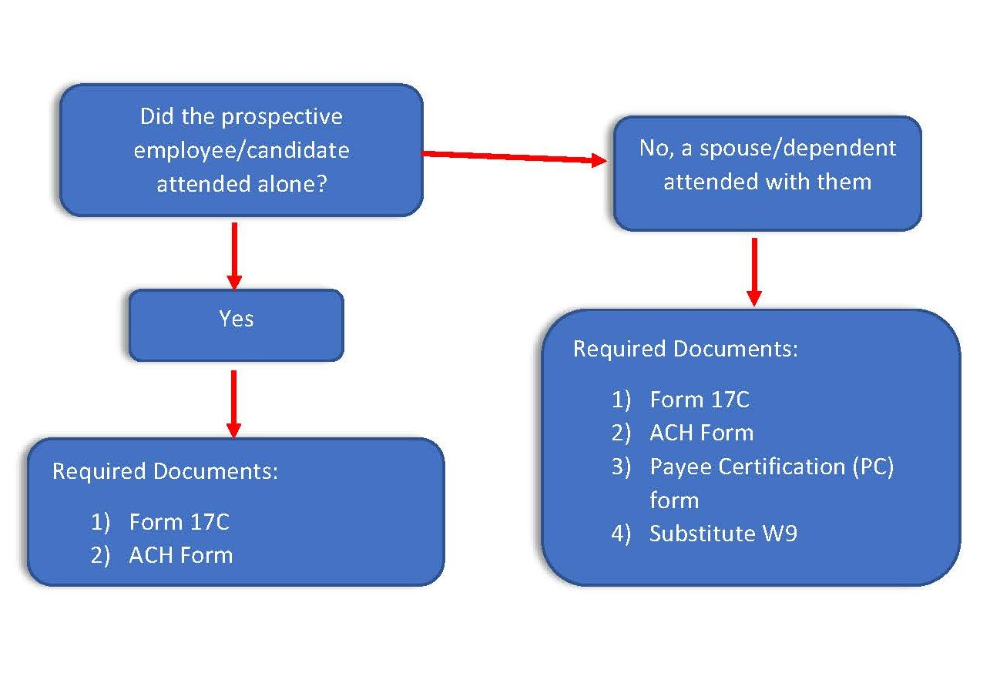 Did the prospective
employee/candidate
attended alone?
No, a spouse/dependent
attended with them
Yes
Required Documents:
1) Form 17C
2) ACH Form
Required Documents:
1) Form 17C
2) ACH Form
3) Payee Certification (PC)
form
4) Substitute W9